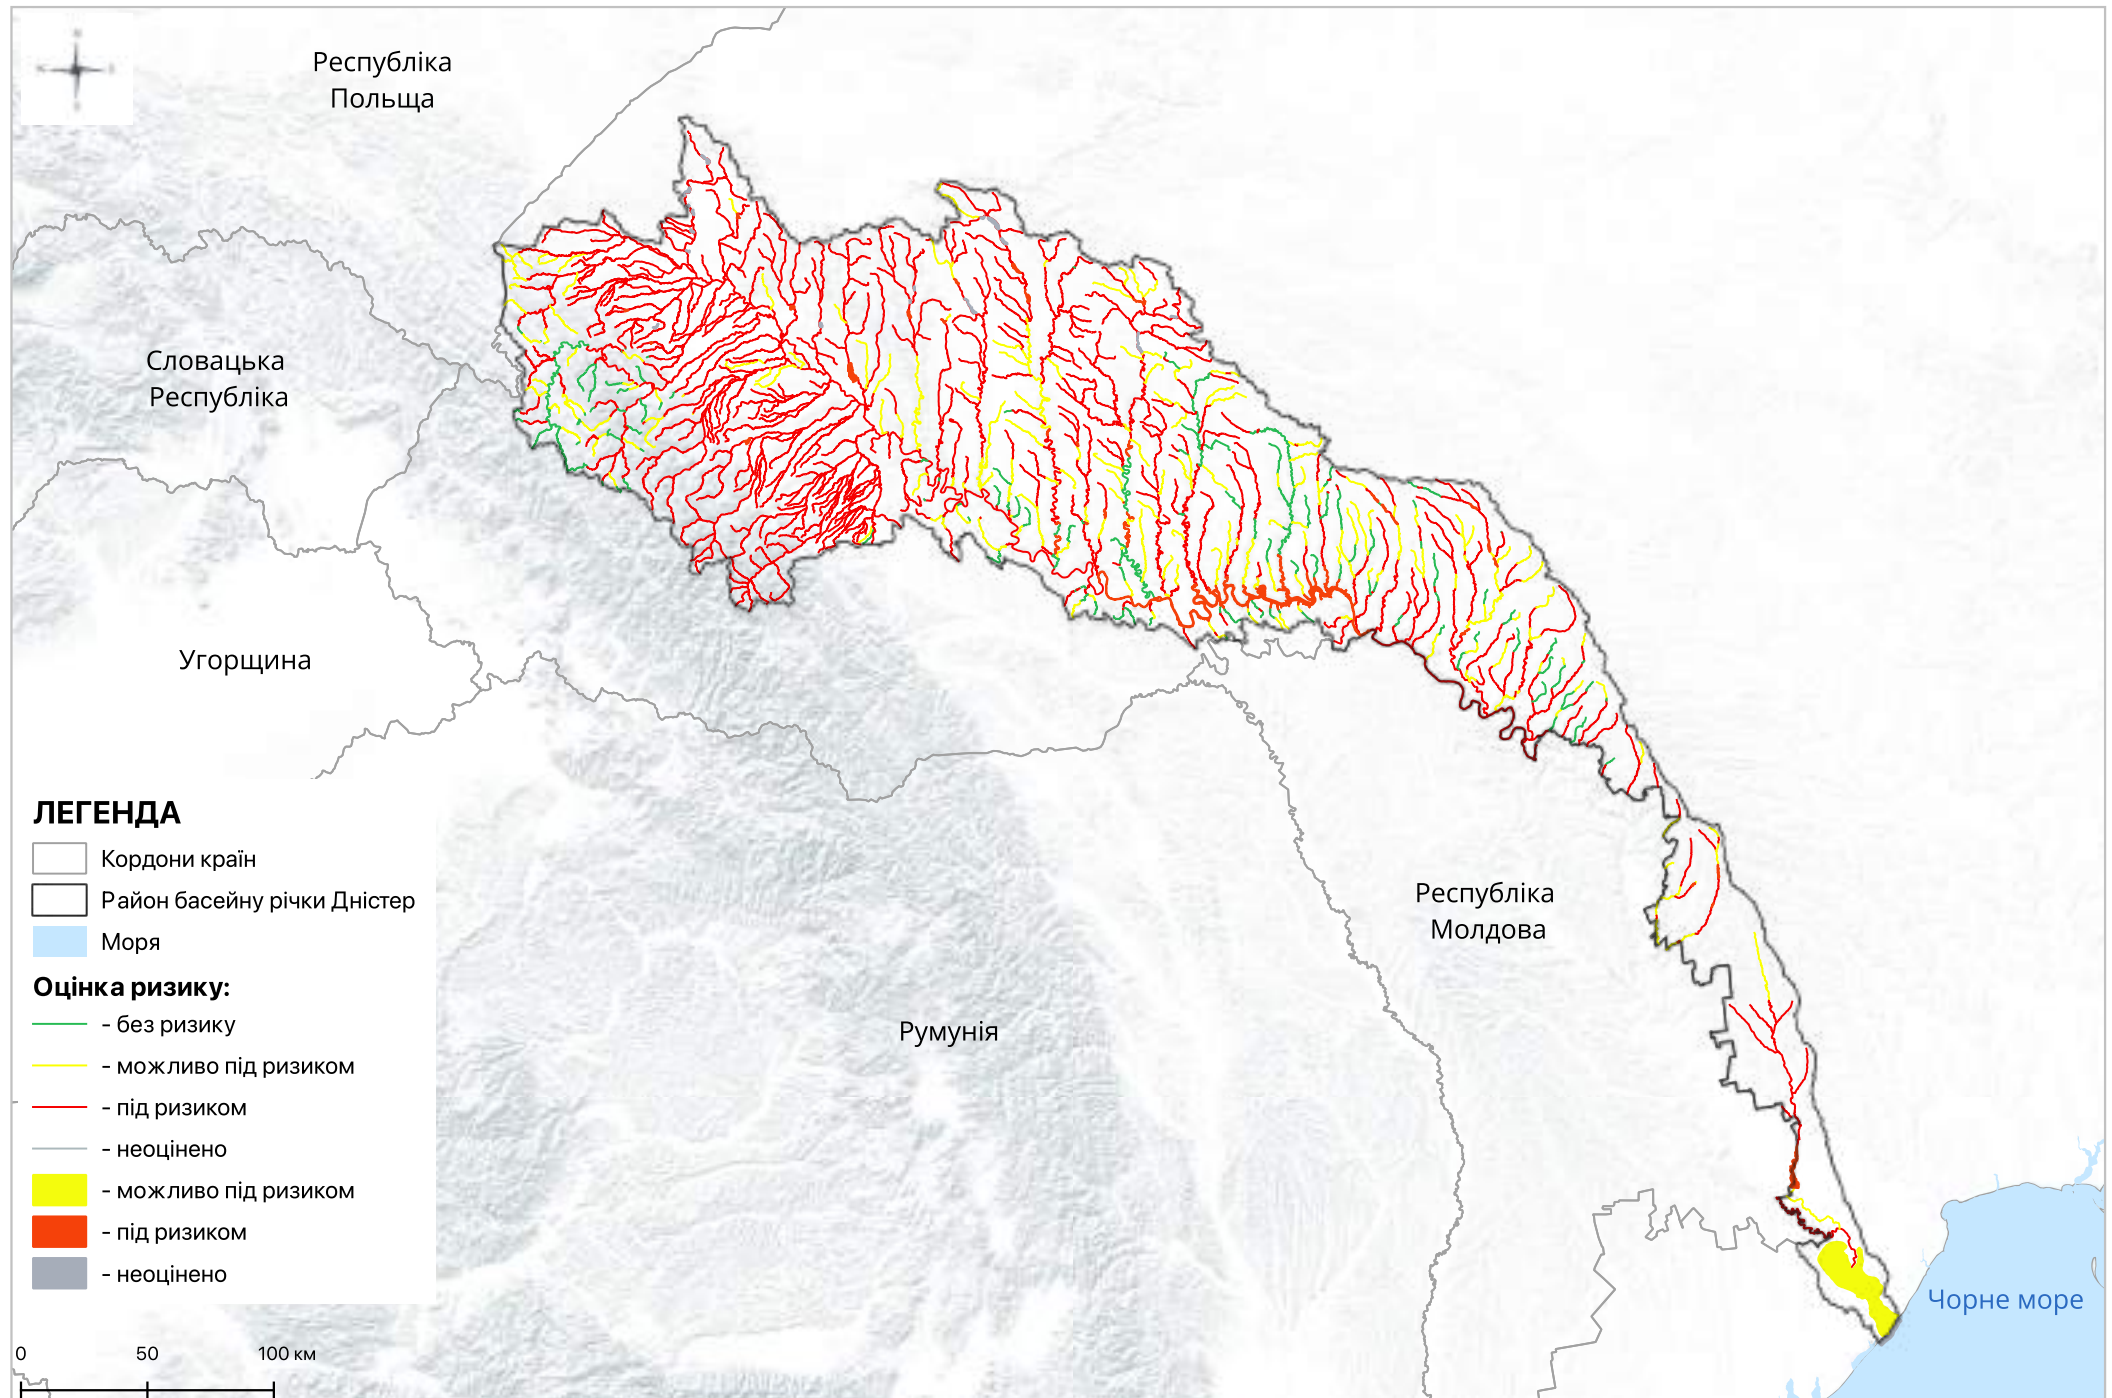 Республіка
Польща
Словацька
Республіка
Угорщина
ЛЕГЕНДА
Кордони країн
Район басейну річки Дністер
Моря
Оцінка ризику:
- без ризику
- можливо під ризиком
- під ризиком
- неоцінено
- можливо під ризиком
- під ризиком
- неоцінено
0 50 100 км
Румунія
Республіка
Молдова
Чорне море